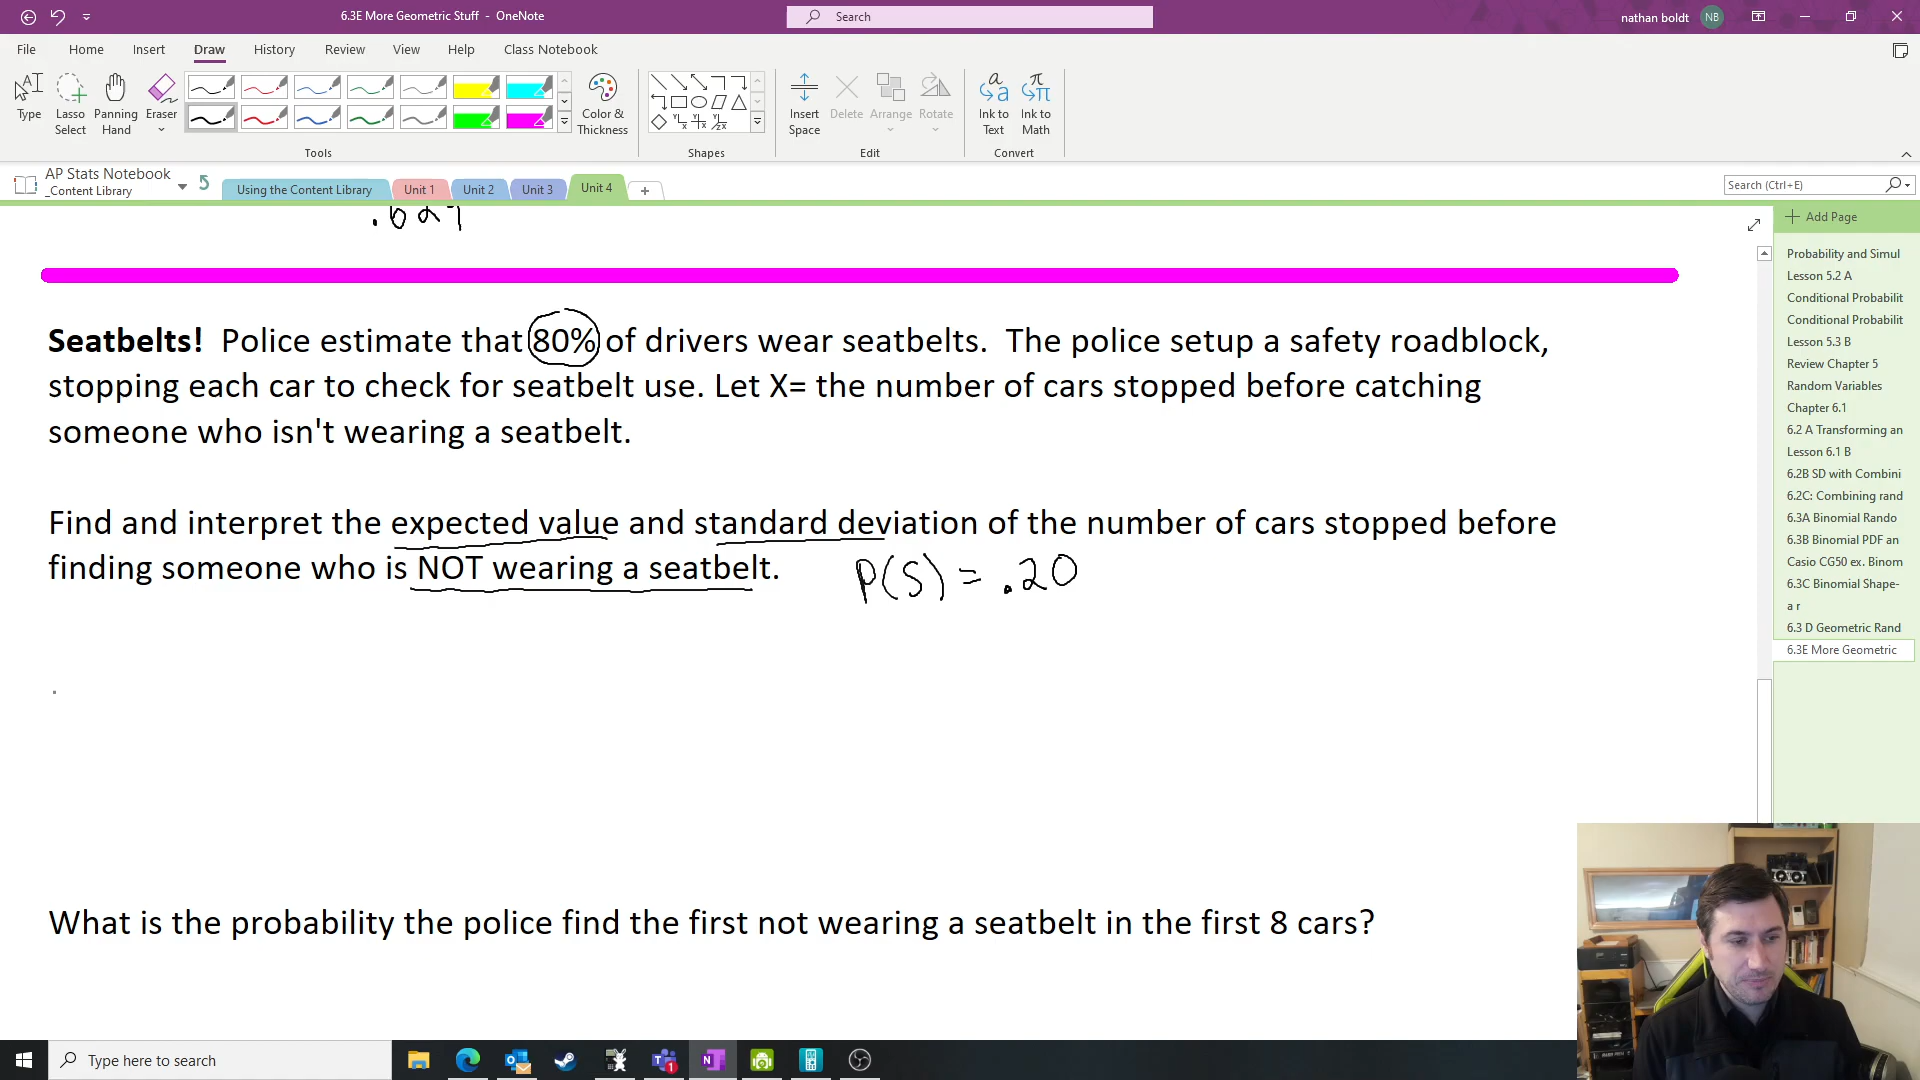 6.3E More Geometric Stuff - OneNote
Search
nathan boldt
NB
File Home Insert Draw History Review View Help Class Notebook
Type
Lasso Select
Panning Hand
Eraser
Color & Thickness
Insert Space
Delete
Arrange
Rotate
Ink to Text
Ink to Math
Tools Shapes Edit Convert
AP Stats Notebook
_Content Library
Using the Content Library Unit 1 Unit 2 Unit 3 Unit 4 +
Search (Ctrl+E)
Add Page
Probability and Simul
Lesson 5.2 A
Conditional Probabilit
Conditional Probabilit
Lesson 5.3 B
Review Chapter 5
Random Variables
Chapter 6.1
6.2 A Transforming an
Lesson 6.1 B
6.2B SD with Combini
6.2C: Combining rand
6.3A Binomial Rando
6.3B Binomial PDF an
Casio CG50 ex. Binom
6.3C Binomial Shape-
a r
6.3 D Geometric Rand
6.3E More Geometric
Seatbelts! Police estimate that 80% of drivers wear seatbelts. The police setup a safety roadblock,
stopping each car to check for seatbelt use. Let X= the number of cars stopped before catching
someone who isn't wearing a seatbelt.
Find and interpret the expected value and standard deviation of the number of cars stopped before
finding someone who is NOT wearing a seatbelt.
P(S) = .20
What is the probability the police find the first not wearing a seatbelt in the first 8 cars?
Type here to search